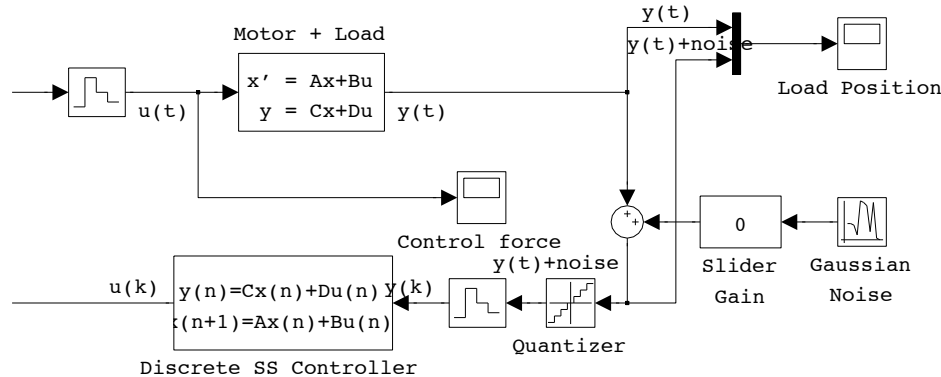 y(t)
Motor + Load
y(t)+noise
x' = Ax+Bu
y = Cx+Du
Load Position
u(t)
y(t)
0
Control force
Slider
Gain
Gaussian
Noise
y(t)+noise
u(k)
y(n)=Cx(n)+Du(n)
y(k)
x(n+1)=Ax(n)+Bu(n)
Quantizer
Discrete SS Controller